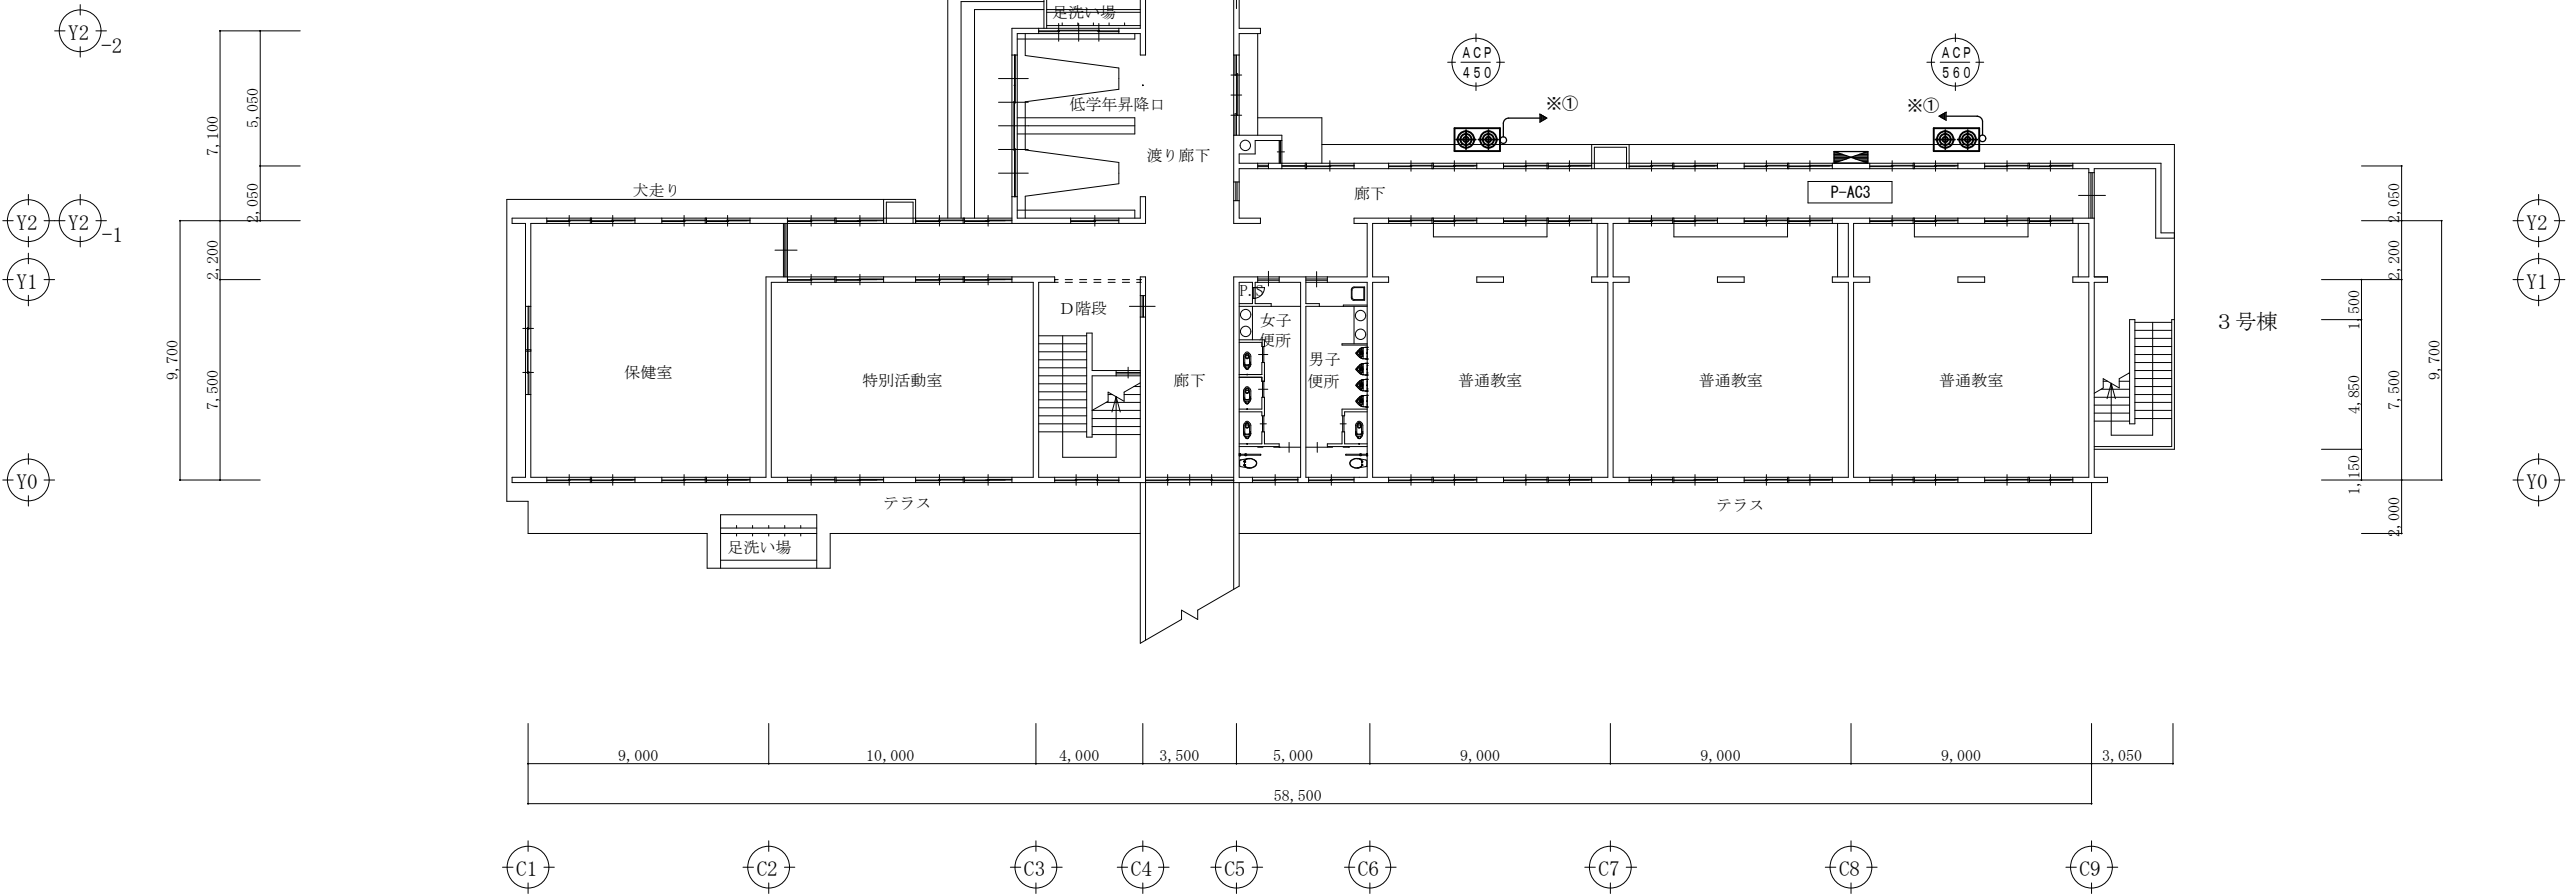 足洗い場
Y2
-2
ACP
450
ACP
560
※①
※①
5,050
7,100
低学年昇降口
渡り廊下
犬走り
廊下
P-AC3
2,050
2,050
Y2
Y2
-1
Y2
2,200
2,200
Y1
Y1
P.S
D階段
女子
便所
1,500
3号棟
9,700
7,500
保健室
特別活動室
廊下
男子
便所
普通教室
普通教室
普通教室
4,850
7,500
9,700
Y0
Y0
1,150
テラス
テラス
2,000
足洗い場
9,000
10,000
4,000
3,500
5,000
9,000
9,000
9,000
3,050
58,500
C1
C2
C3
C4
C5
C6
C7
C8
C9